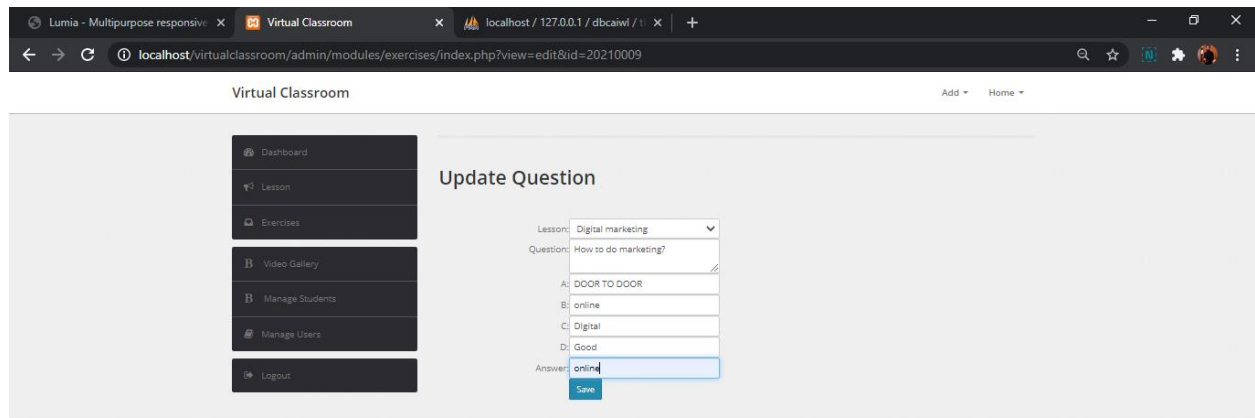 Lumia - Multipurpose responsive
Virtual Classroom
localhost / 127.0.0.1 / dbcaiwl /
localhost/virtualclassroom/admin/modules/exercises/index.php?view=edit&id=20210009
Virtual Classroom
Add
Home
Dashboard
Lesson
Exercises
B Video Gallery
B Manage Students
Manage Users
Logout
Update Question
Lesson: Digital marketing
Question: How to do marketing?
A: DOOR TO DOOR
B: online
C: Digital
D: Good
Answer: online
Save